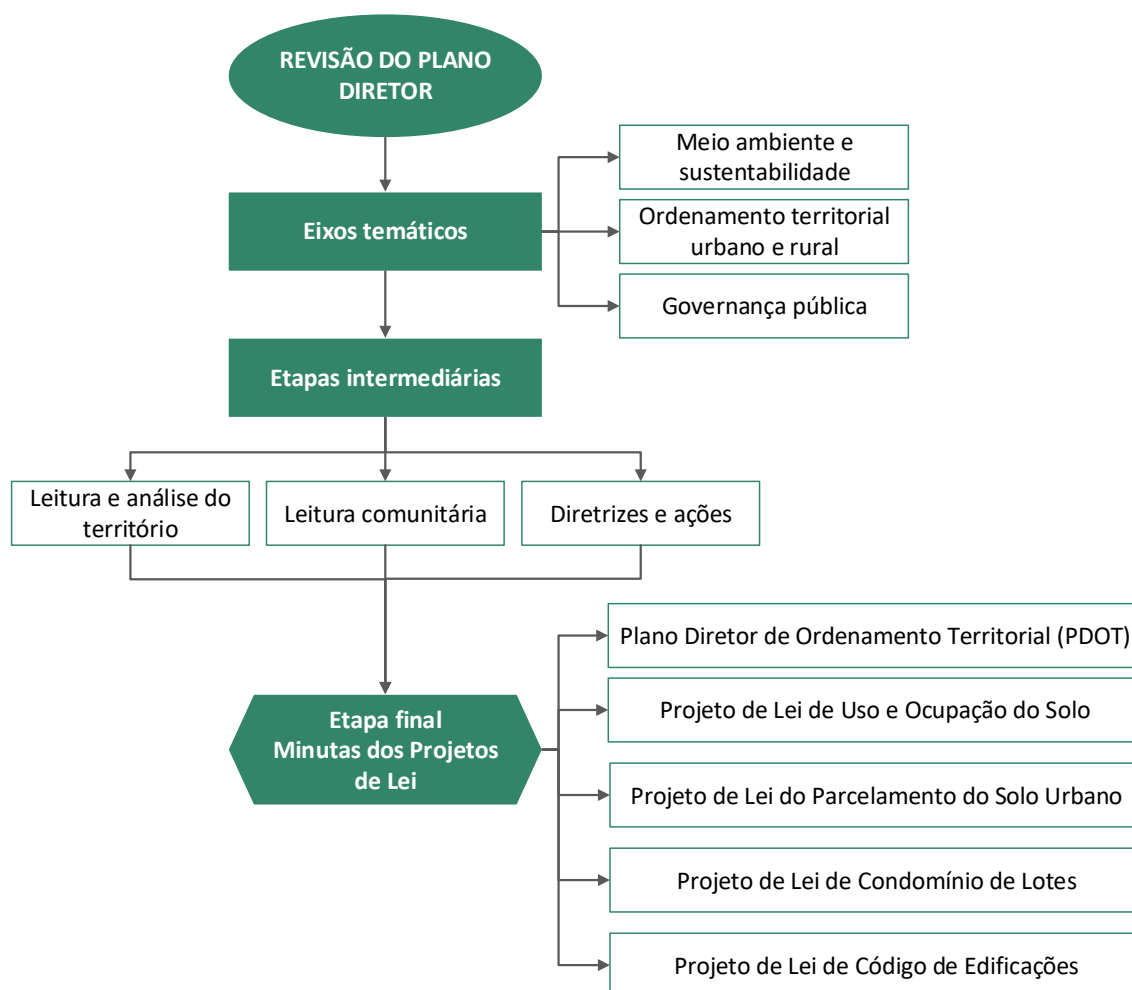 REVISÃO DO PLANO
DIRETOR
Eixos temáticos
Meio ambiente e
sustentabilidade
Ordenamento territorial
urbano e rural
Governança pública
Etapas intermediárias
Leitura e análise do
território
Leitura comunitária
Diretrizes e ações
Etapa final
Minutas dos Projetos
de Lei
Plano Diretor de Ordenamento Territorial (PDOT)
Projeto de Lei de Uso e Ocupação do Solo
Projeto de Lei do Parcelamento do Solo Urbano
Projeto de Lei de Condomínio de Lotes
Projeto de Lei de Código de Edificações